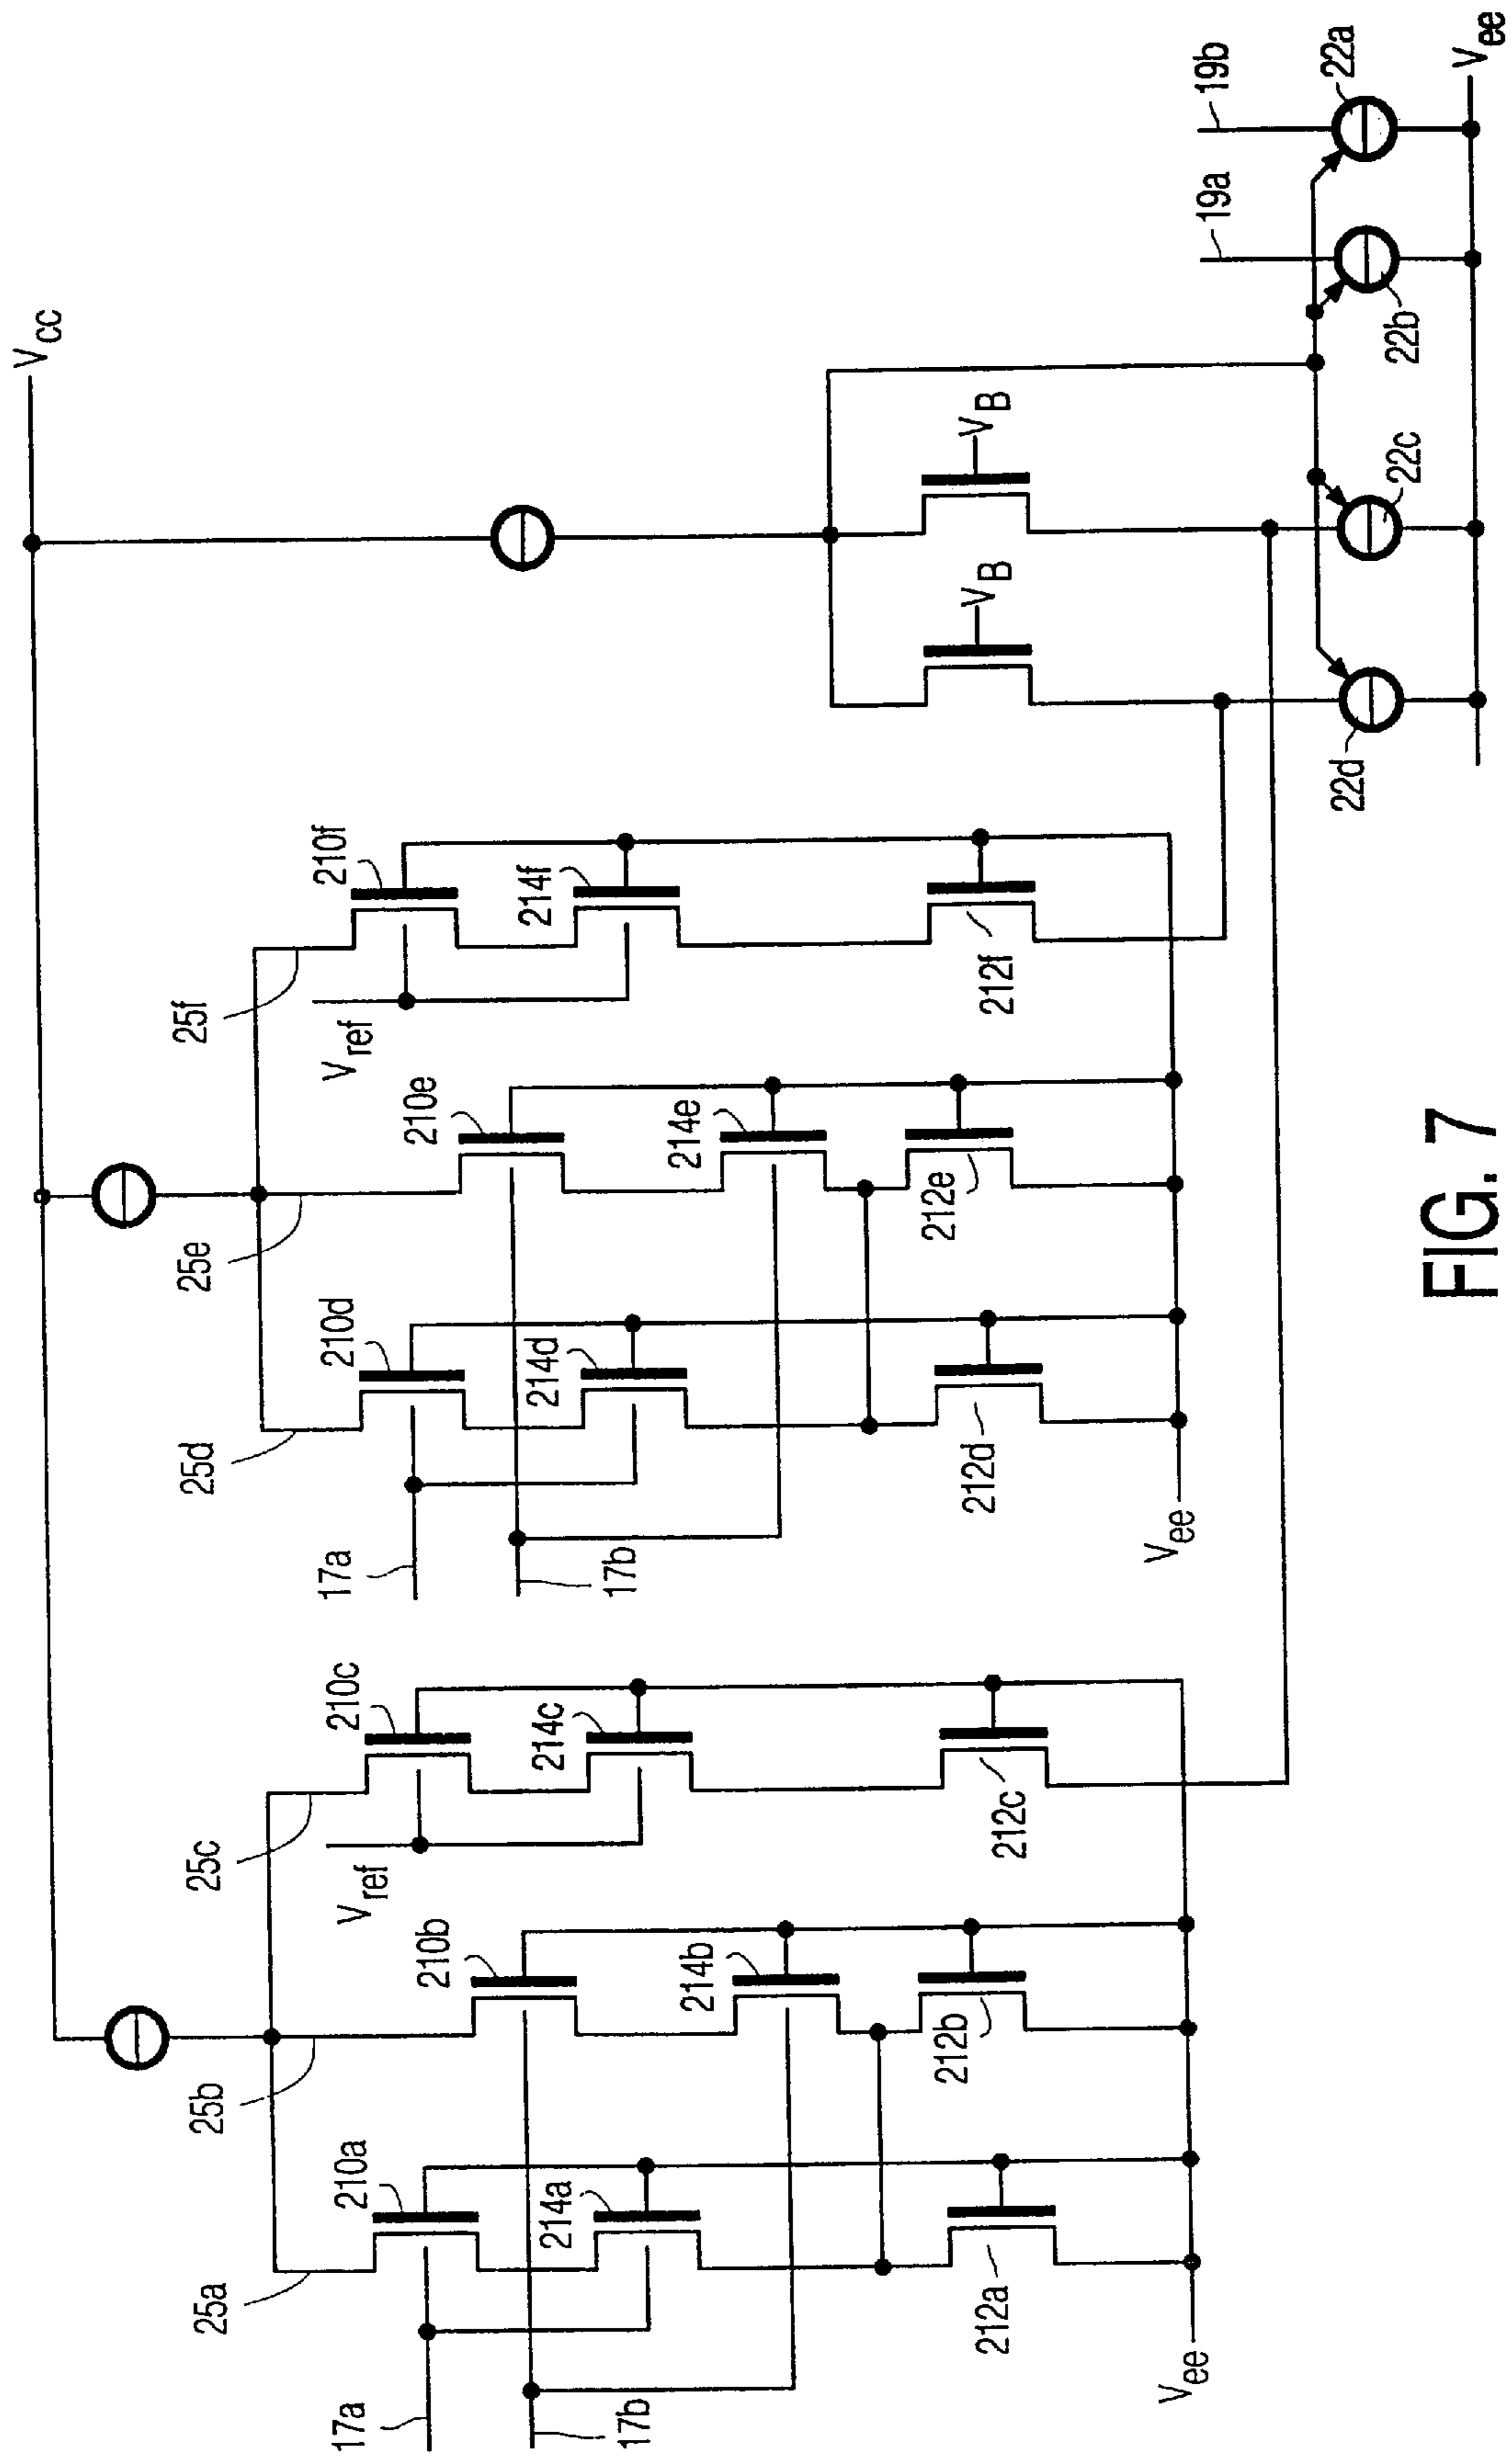 Vcc
25a
25b
25c
25d
25e
25f
17a
17b
210a
210b
210c
Vref
214a
214b
214c
212a
212b
212c
Vee
17a
17b
210d
210e
210f
Vref
214d
214e
214f
212d
212e
212f
Vee
VB
VB
19a
19b
22d
22c
22b
22a
Vee
FIG. 7